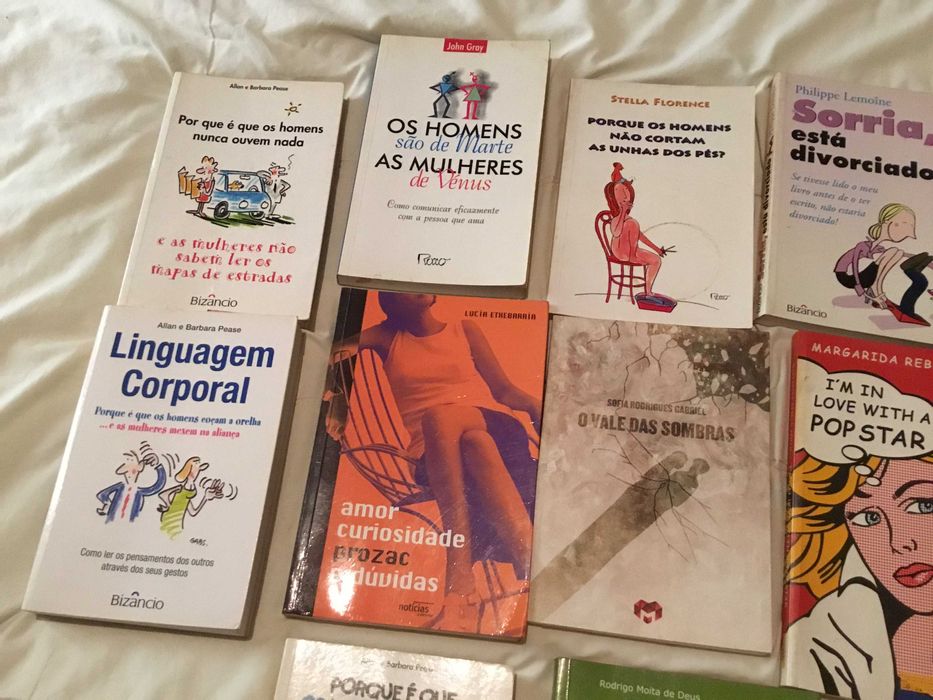 Allan e Barbara Pease
Por que é que os homens
nunca ouvem nada
e as mulheres não
sabem ler os
mapas de estradas
Bizâncio
John Gray
OS HOMENS
são de Marte
AS MULHERES
de Vénus
Como comunicar eficazmente
com a pessoa que ama
Rocco
STELLA FLORENCE
PORQUE OS HOMENS
NÃO CORTAM
AS UNHAS DOS PÉS?
Rocco
Philippe Lemoîne
Sorria,
está
divorciado
Se tivesse lido o meu
livro antes de o ter
escrito, não estaria
divorciado!
Bizâncio
Allan e Barbara Pease
Linguagem
Corporal
Porque é que os homens coçam a orelha
...e as mulheres mexem na aliança
Como ler os pensamentos dos outros
através dos seus gestos
Bizâncio
LUCÍA ETXEBARRÍA
amor
curiosidade
prozac
e dúvidas
notícias
SOFIA RODRIGUES GABRIEL
O VALE DAS SOMBRAS
MARGARIDA REB
I'M IN
LOVE WITH A
POP STAR
Barbara Pease
PORQUE É QUE
Rodrigo Moita de Deus